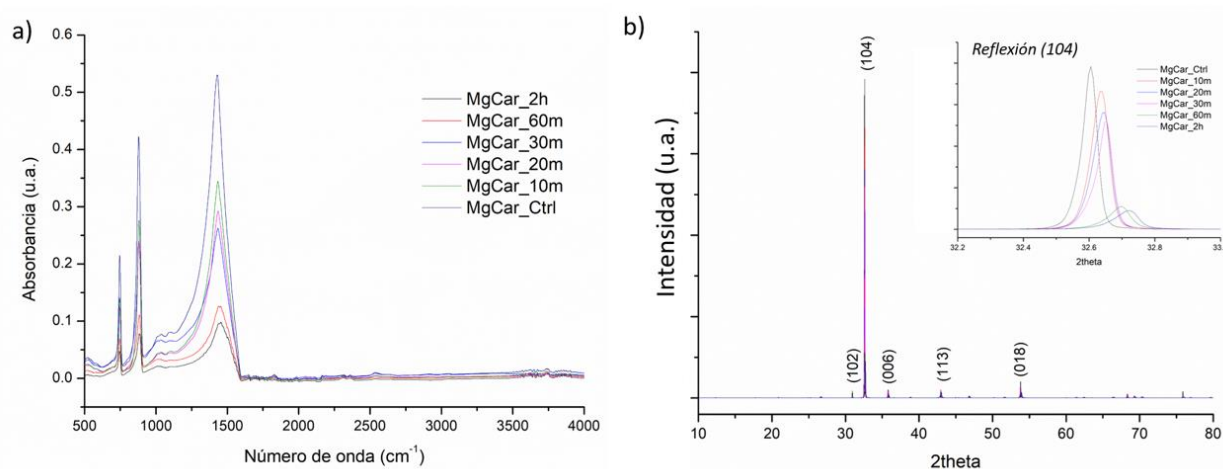 a)
Absorbancia (u.a.)
0.6
0.5
0.4
0.3
0.2
0.1
0.0
MgCar_2h
MgCar_60m
MgCar_30m
MgCar_20m
MgCar_10m
MgCar_Ctrl
500 1000 1500 2000 2500 3000 3500 4000
Número de onda (cm⁻¹)
b)
Intensidad (u.a.)
(104)
(102)
(006)
(113)
(018)
10 20 30 40 50 60 70 80
2theta
Reflexión (104)
MgCar_Ctrl
MgCar_10m
MgCar_20m
MgCar_30m
MgCar_60m
MgCar_2h
32.2 32.4 32.6 32.8 33.
2theta